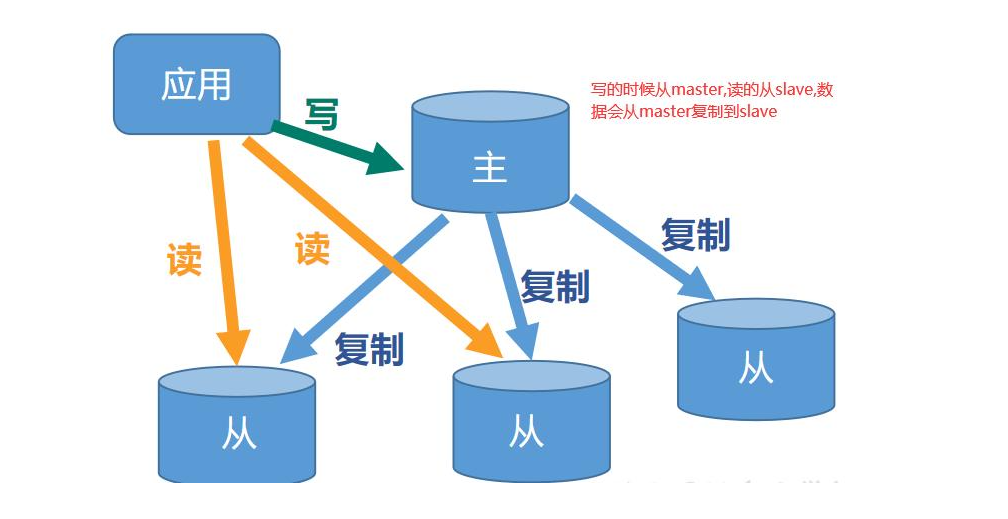 应用
写
写的时候从master,读的从slave,数
据会从master复制到slave
主
读
读
复制
复制
复制
从
从
从